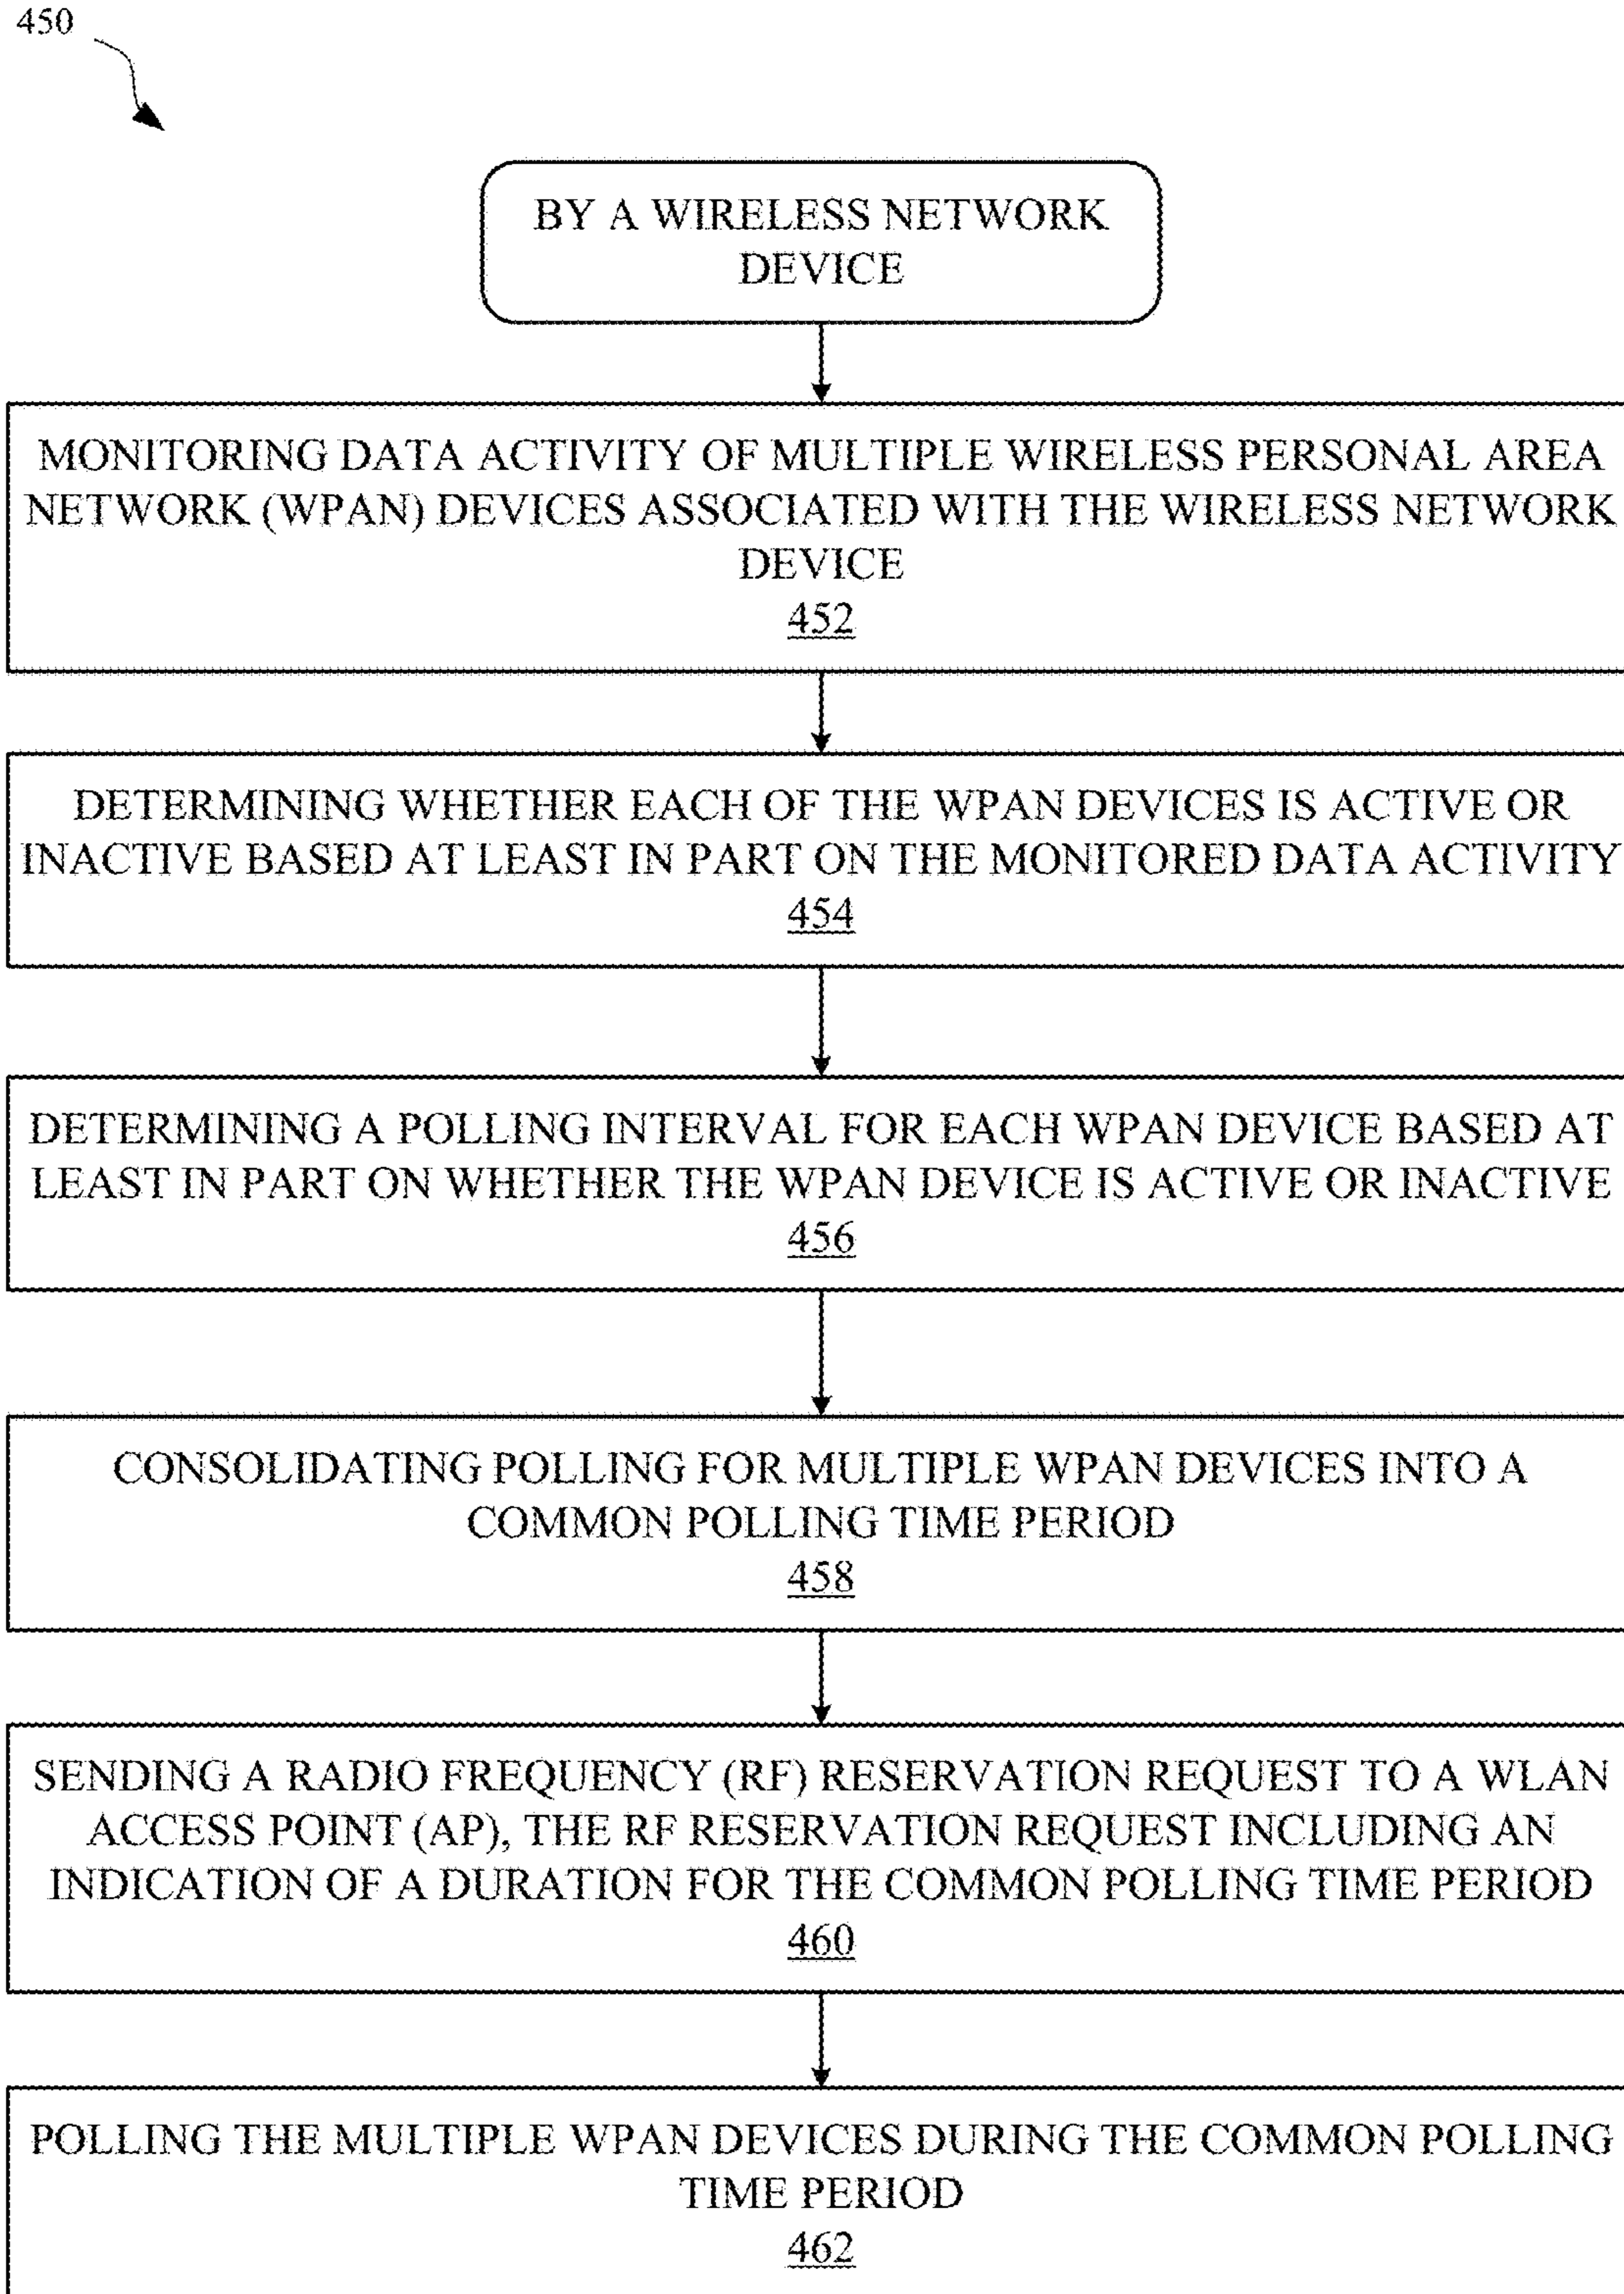 450
BY A WIRELESS NETWORK
DEVICE
MONITORING DATA ACTIVITY OF MULTIPLE WIRELESS PERSONAL AREA
NETWORK (WPAN) DEVICES ASSOCIATED WITH THE WIRELESS NETWORK
DEVICE
452
DETERMINING WHETHER EACH OF THE WPAN DEVICES IS ACTIVE OR
INACTIVE BASED AT LEAST IN PART ON THE MONITORED DATA ACTIVITY
454
DETERMINING A POLLING INTERVAL FOR EACH WPAN DEVICE BASED AT
LEAST IN PART ON WHETHER THE WPAN DEVICE IS ACTIVE OR INACTIVE
456
CONSOLIDATING POLLING FOR MULTIPLE WPAN DEVICES INTO A
COMMON POLLING TIME PERIOD
458
SENDING A RADIO FREQUENCY (RF) RESERVATION REQUEST TO A WLAN
ACCESS POINT (AP), THE RF RESERVATION REQUEST INCLUDING AN
INDICATION OF A DURATION FOR THE COMMON POLLING TIME PERIOD
460
POLLING THE MULTIPLE WPAN DEVICES DURING THE COMMON POLLING
TIME PERIOD
462